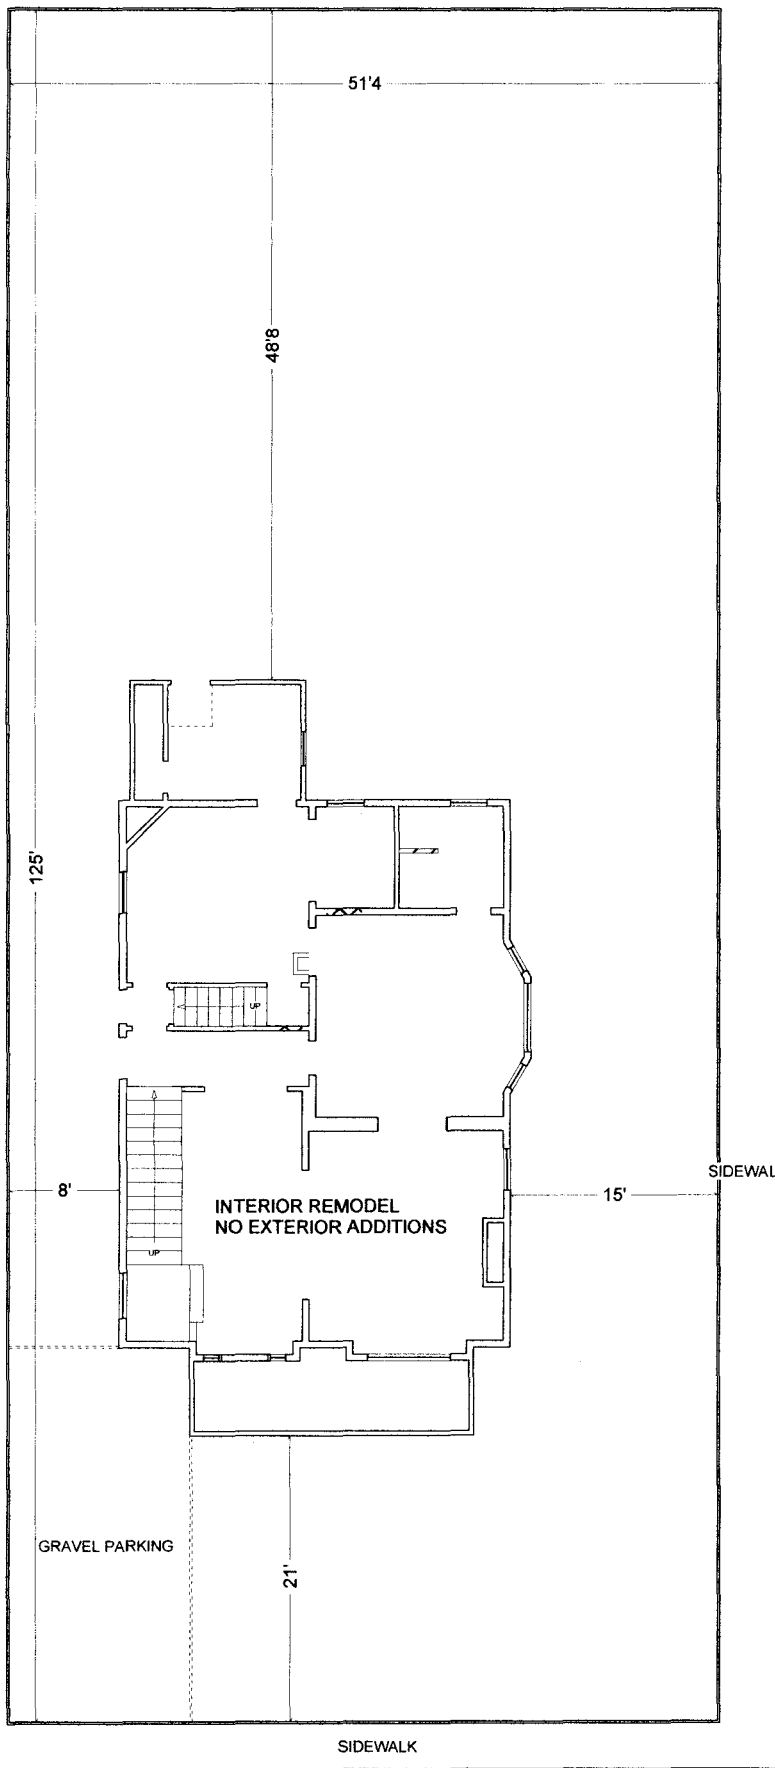 51'4
48'8
125'
UP
8'
SIDEWAL
15'
INTERIOR REMODEL
NO EXTERIOR ADDITIONS
UP
GRAVEL PARKING
21'
SIDEWALK